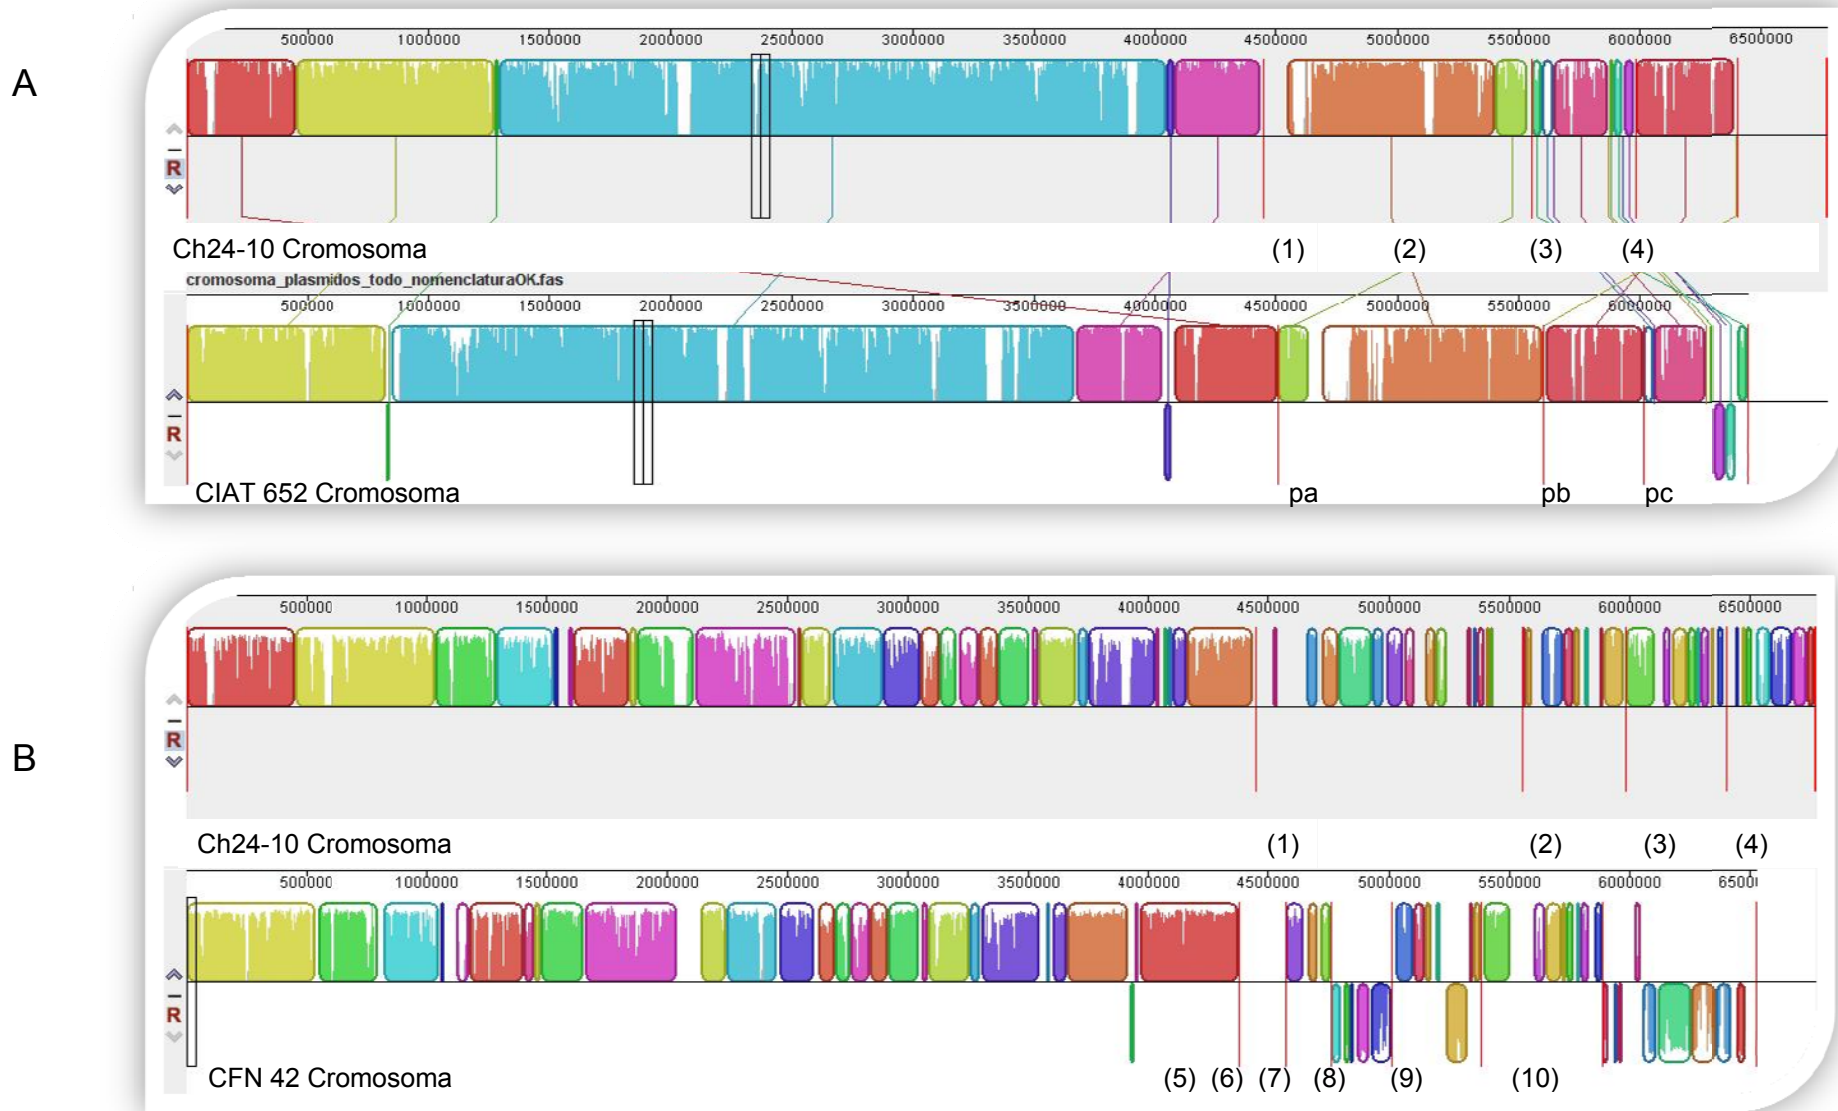 A
500000 1000000 1500000 2000000 2500000 3000000 3500000 4000000 4500000 5000000 5500000 6000000 6500000
R
Ch24-10 Cromosoma (1) (2) (3) (4)
cromosoma_plasmidos_todo_nomenclaturaOK.fas
500000 1000000 1500000 2000000 2500000 3000000 3500000 4000000 4500000 5000000 5500000 6000000
R
CIAT 652 Cromosoma pa pb pc
B
500000 1000000 1500000 2000000 2500000 3000000 3500000 4000000 4500000 5000000 5500000 6000000 6500000
R
Ch24-10 Cromosoma (1) (2) (3) (4)
500000 1000000 1500000 2000000 2500000 3000000 3500000 4000000 4500000 5000000 5500000 6000000 6500
R
CFN 42 Cromosoma (5) (6) (7) (8) (9) (10)